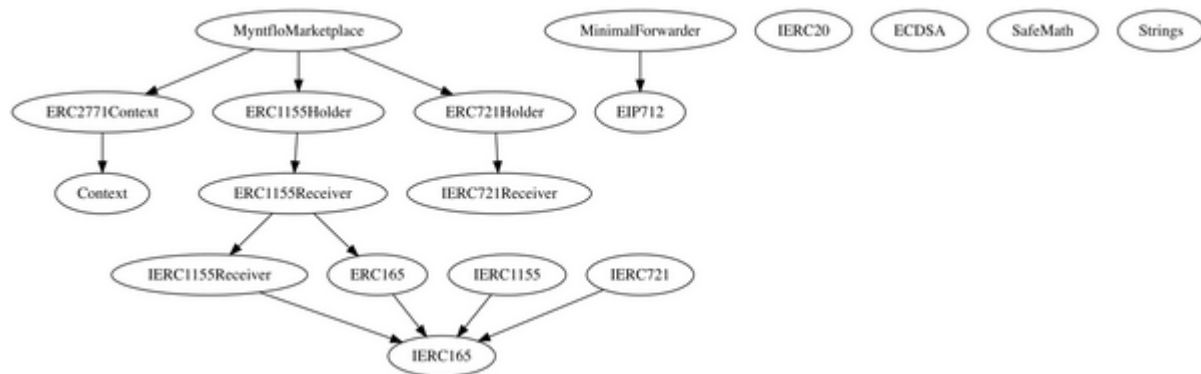 MyntfloMarketplace MinimalForwarder IERC20 ECDSA SafeMath Strings
ERC2771Context ERC1155Holder ERC721Holder EIP712
Context ERC1155Receiver IERC721Receiver
IERC1155Receiver ERC165 IERC1155 IERC721
IERC165